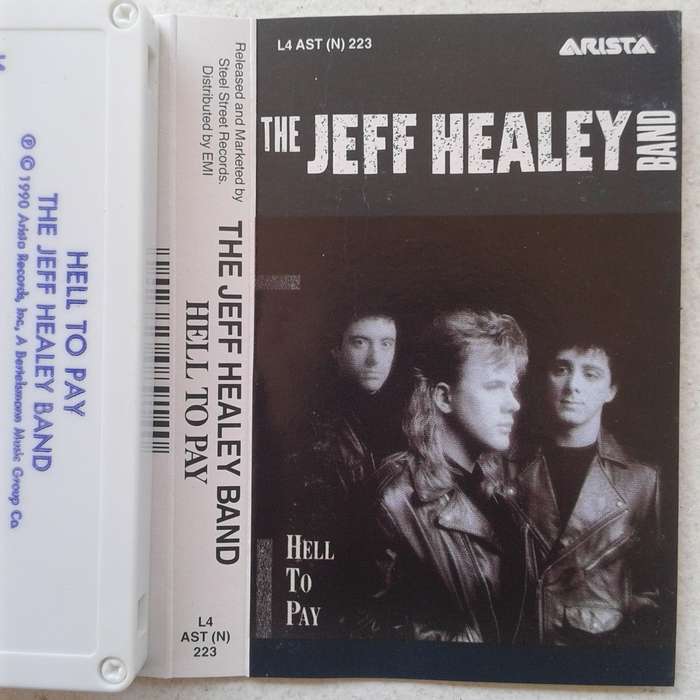 HELL TO PAY
THE JEFF HEALEY BAND
℗ © 1990 Arista Records, Inc., A Bertelsmann Music Group Co.
Released and Marketed by
Steel Street Records.
Distributed by EMI
THE JEFF HEALEY BAND
HELL TO PAY
L4
AST (N)
223
L4 AST (N) 223
ARISTA
THE JEFF HEALEY BAND
HELL
TO
PAY